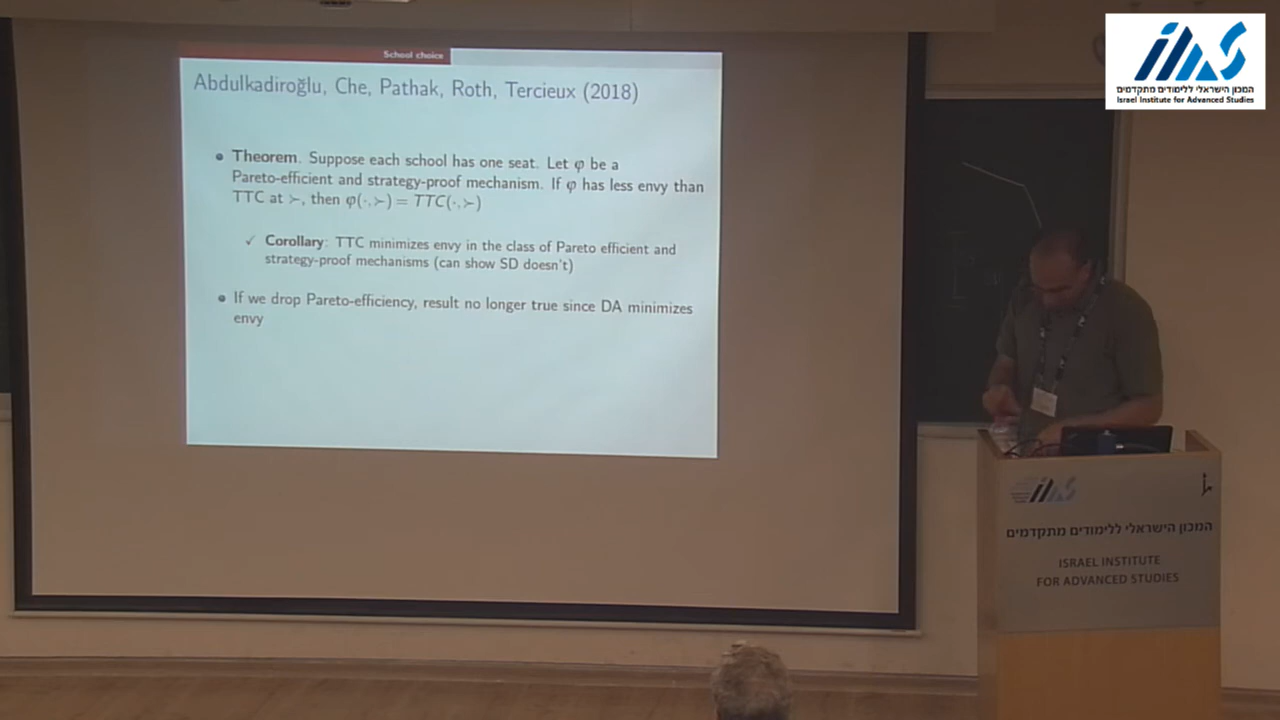 School choice
Abdulkadiroğlu, Che, Pathak, Roth, Tercieux (2018)
Theorem. Suppose each school has one seat. Let φ be a
Pareto-efficient and strategy-proof mechanism. If φ has less envy than
TTC at ≻, then φ(·,≻) = TTC(·,≻)
✓ Corollary: TTC minimizes envy in the class of Pareto efficient and
strategy-proof mechanisms (can show SD doesn't)
If we drop Pareto-efficiency, result no longer true since DA minimizes
envy
המכון הישראלי ללימודים מתקדמים
Israel Institute for Advanced Studies
המכון הישראלי ללימודים מתקדמים
ISRAEL INSTITUTE
FOR ADVANCED STUDIES